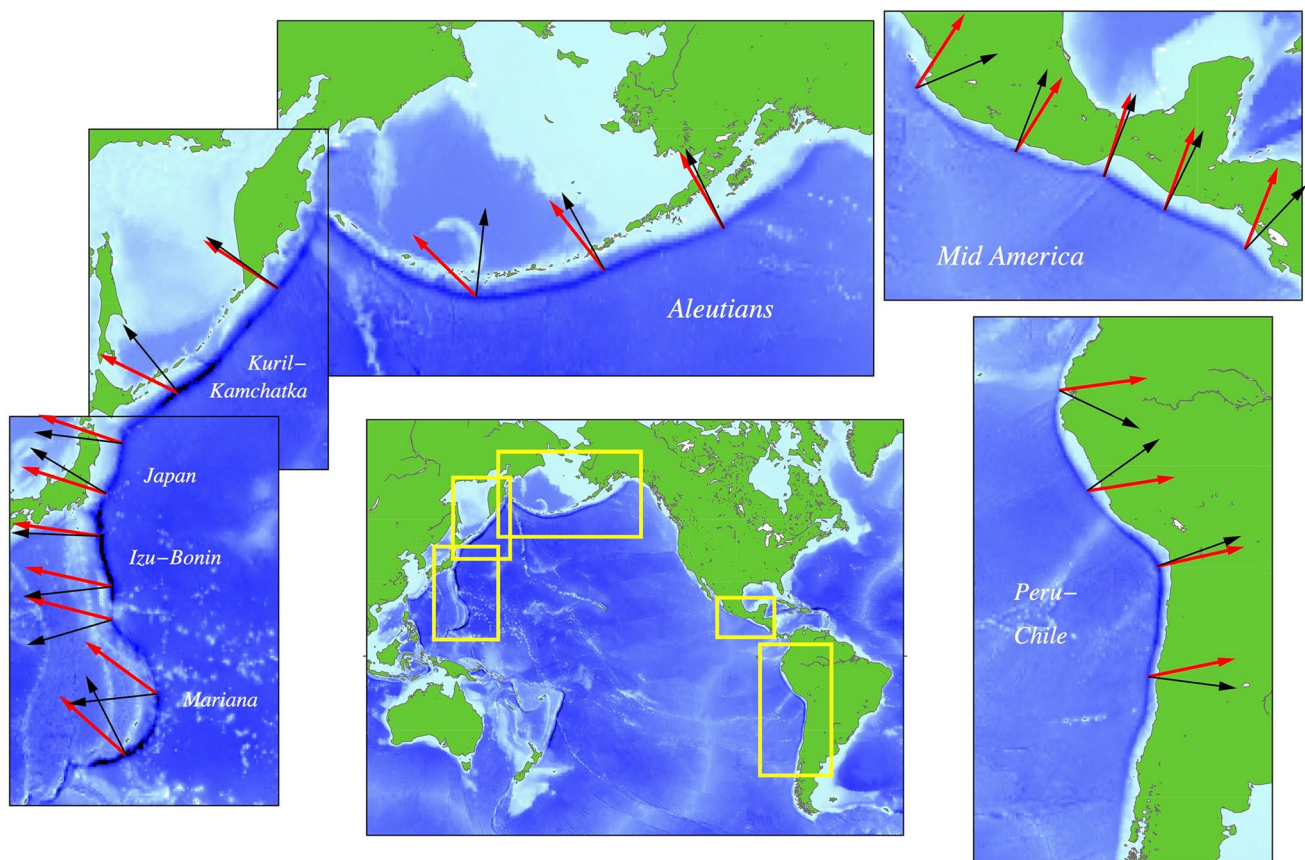 Mid America
Aleutians
Kuril−
Kamchatka
Japan
Izu−Bonin
Mariana
Peru−
Chile